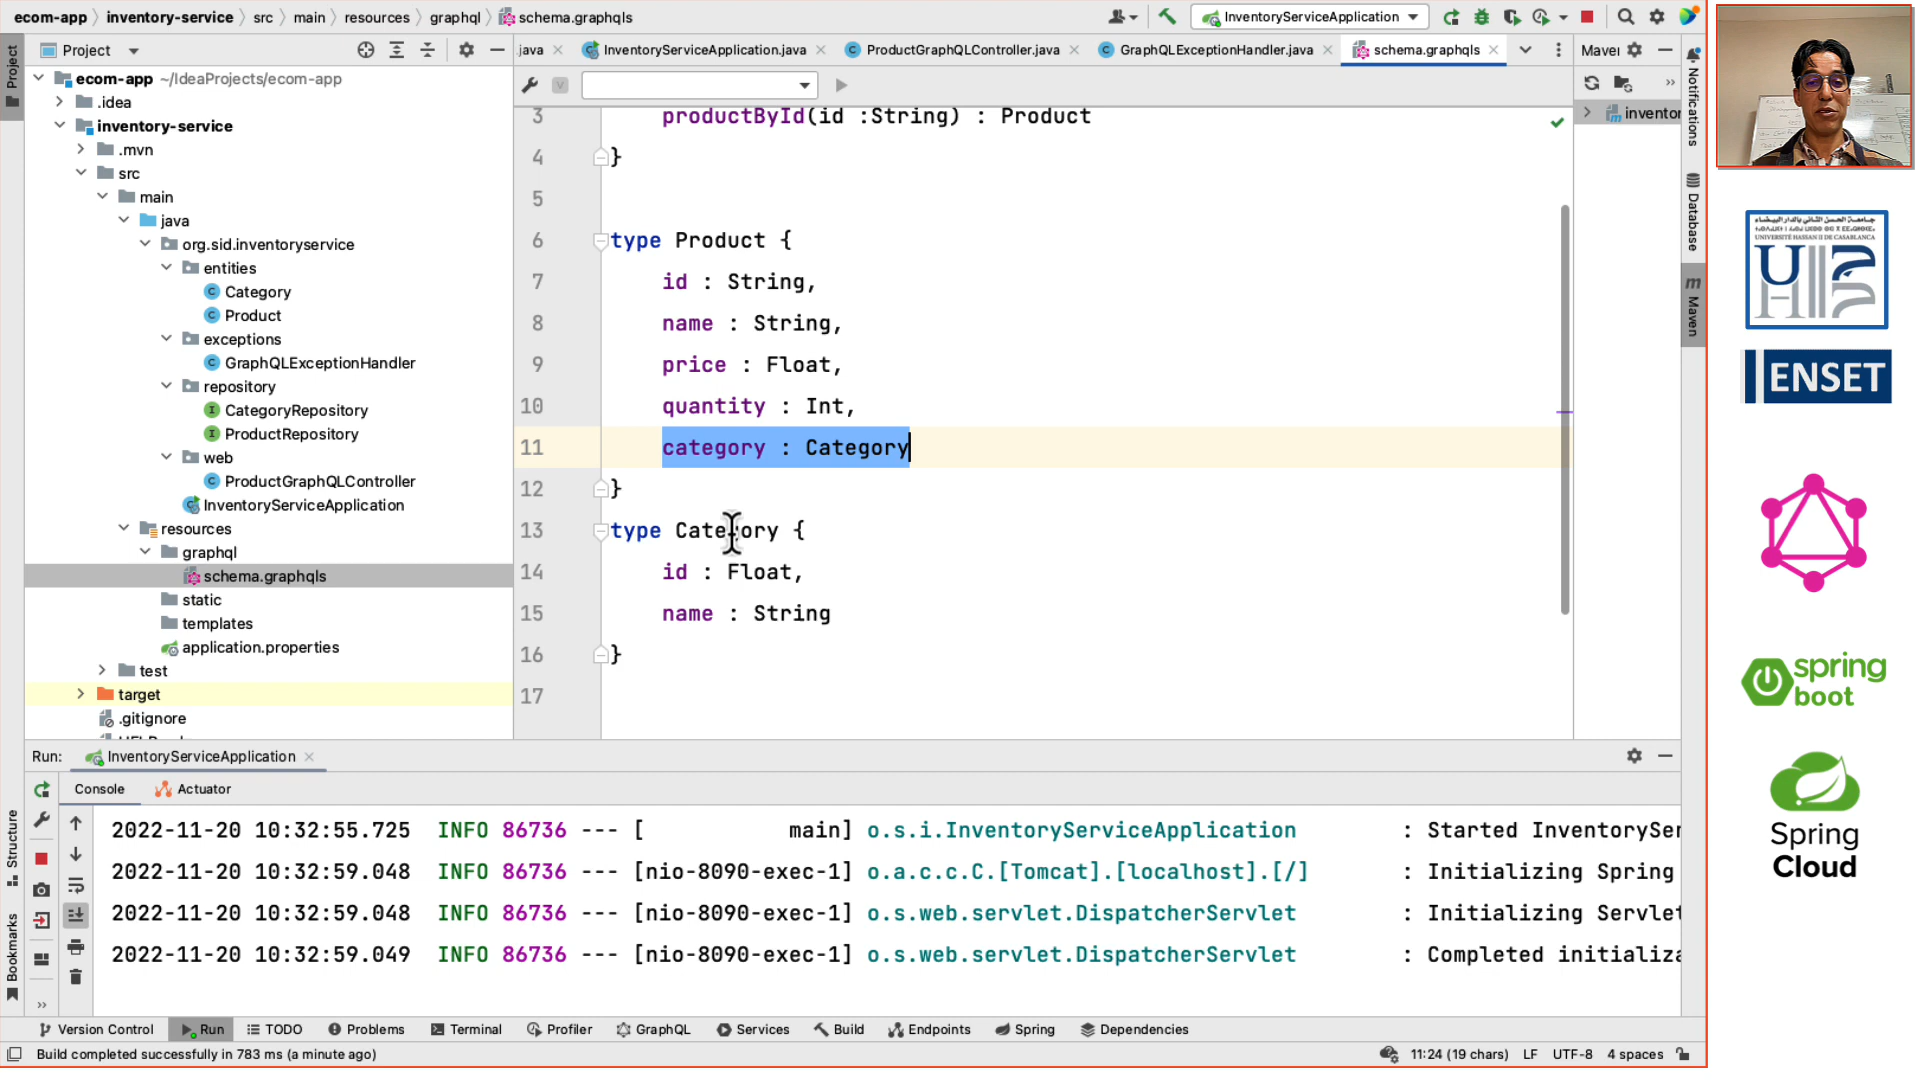 ecom-app
inventory-service
src
main
resources
graphql
schema.graphqls
InventoryServiceApplication
Project
.java
InventoryServiceApplication.java
ProductGraphQLController.java
GraphQLExceptionHandler.java
schema.graphqls
Maven
Project
ecom-app ~/IdeaProjects/ecom-app
.idea
inventory-service
.mvn
src
main
java
org.sid.inventoryservice
entities
Category
Product
exceptions
GraphQLExceptionHandler
repository
CategoryRepository
ProductRepository
web
ProductGraphQLController
InventoryServiceApplication
resources
graphql
schema.graphqls
static
templates
application.properties
test
target
.gitignore
3 productById(id :String) : Product
4 }
5
6 type Product {
7 id : String,
8 name : String,
9 price : Float,
10 quantity : Int,
11 category : Category
12 }
13 type Category {
14 id : Float,
15 name : String
16 }
17
inventor
Notifications
Database
Maven
UNIVERSITÉ HASSAN II DE CASABLANCA
ENSET
spring
boot
Spring
Cloud
Run:
InventoryServiceApplication
Console
Actuator
Structure
Bookmarks
2022-11-20 10:32:55.725 INFO 86736 --- [ main] o.s.i.InventoryServiceApplication : Started InventorySer
2022-11-20 10:32:59.048 INFO 86736 --- [nio-8090-exec-1] o.a.c.c.C.[Tomcat].[localhost].[/] : Initializing Spring
2022-11-20 10:32:59.048 INFO 86736 --- [nio-8090-exec-1] o.s.web.servlet.DispatcherServlet : Initializing Servlet
2022-11-20 10:32:59.049 INFO 86736 --- [nio-8090-exec-1] o.s.web.servlet.DispatcherServlet : Completed initializa
Version Control
Run
TODO
Problems
Terminal
Profiler
GraphQL
Services
Build
Endpoints
Spring
Dependencies
Build completed successfully in 783 ms (a minute ago)
11:24 (19 chars)
LF
UTF-8
4 spaces